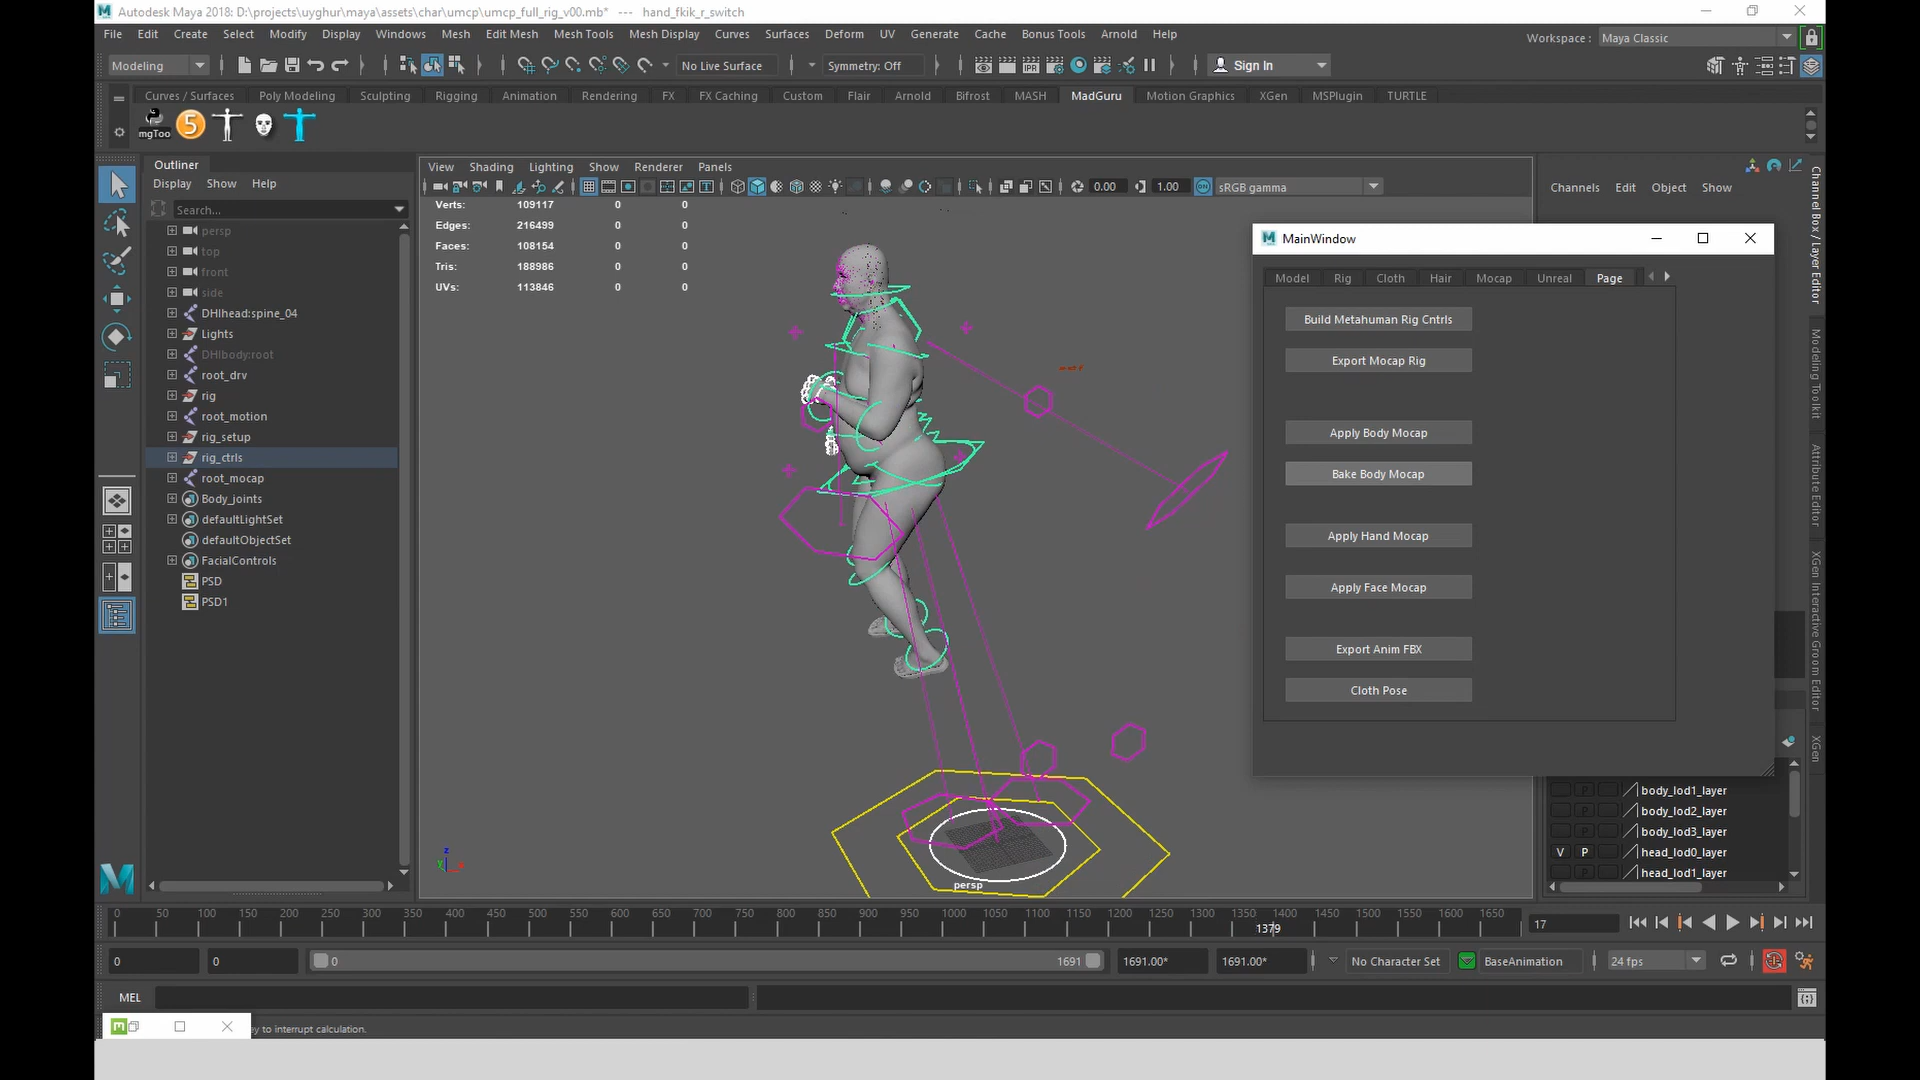 Autodesk Maya 2018: D:\projects\uyghur\maya\assets\char\umcp\umcp_full_rig_v00.mb*   ---   hand_fkik_r_switch
File Edit Create Select Modify Display Windows Mesh Edit Mesh Mesh Tools Mesh Display Curves Surfaces Deform UV Generate Cache Bonus Tools Arnold Help
Workspace : Maya Classic
Modeling No Live Surface Symmetry: Off IPR Sign In
Curves / Surfaces Poly Modeling Sculpting Rigging Animation Rendering FX FX Caching Custom Flair Arnold Bifrost MASH MadGuru Motion Graphics XGen MSPlugin TURTLE
mgToo 5
Outliner
Display Show Help
Search...
persp
top
front
side
DHIhead:spine_04
Lights
DHIbody:root
root_drv
rig
root_motion
rig_setup
rig_ctrls
root_mocap
Body_joints
defaultLightSet
defaultObjectSet
FacialControls
PSD
PSD1
View Shading Lighting Show Renderer Panels
0.00 1.00 ON sRGB gamma
Verts: 109117 0 0
Edges: 216499 0 0
Faces: 108154 0 0
Tris: 188986 0 0
UVs: 113846 0 0
z
persp
Channels Edit Object Show
MainWindow
Model Rig Cloth Hair Mocap Unreal Page
Build Metahuman Rig Cntrls
Export Mocap Rig
Apply Body Mocap
Bake Body Mocap
Apply Hand Mocap
Apply Face Mocap
Export Anim FBX
Cloth Pose
Channel Box / Layer Editor
Modeling Toolkit
Attribute Editor
XGen Interactive Groom Editor
XGen
P body_lod1_layer
P body_lod2_layer
P body_lod3_layer
V P head_lod0_layer
P head_lod1_layer
0 50 100 150 200 250 300 350 400 450 500 550 600 650 700 750 800 850 900 950 1000 1050 1100 1150 1200 1250 1300 1350 1400 1450 1500 1550 1600 1650
1379
17
0 0 0 1691 1691.00* 1691.00* No Character Set BaseAnimation 24 fps
MEL
ey to interrupt calculation.